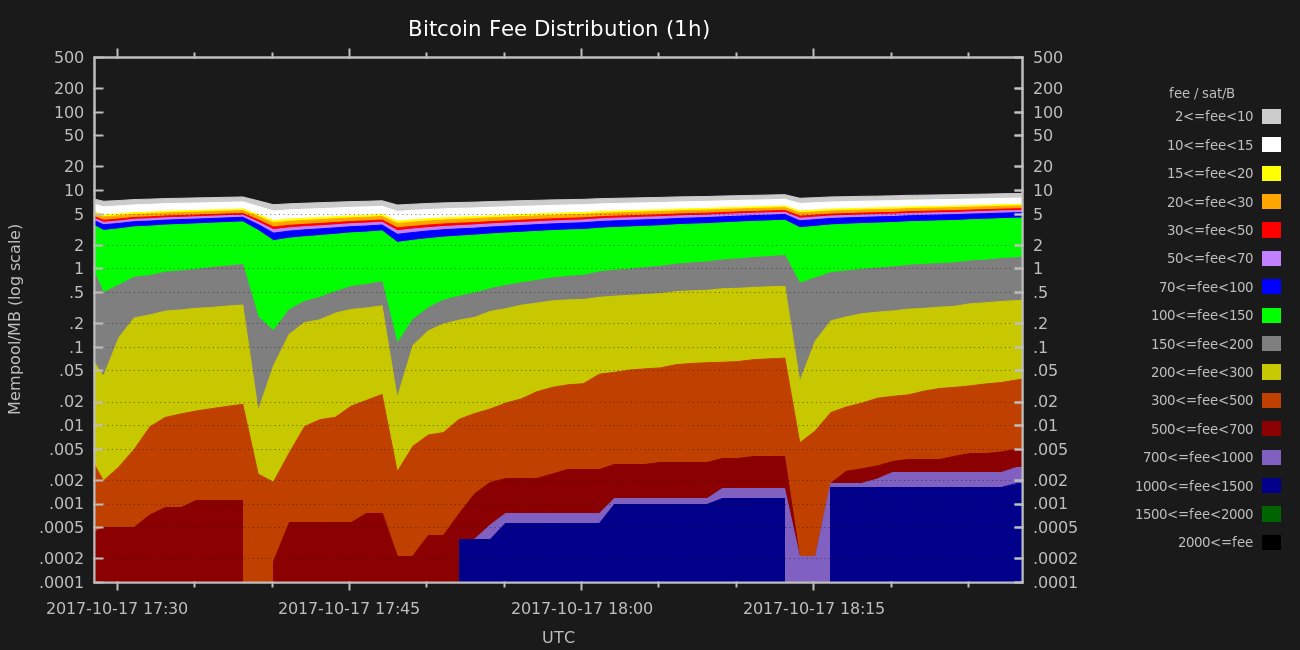 Bitcoin Fee Distribution (1h)
Mempool/MB (log scale)
500
200
100
50
20
10
5
2
1
.5
.2
.1
.05
.02
.01
.005
.002
.001
.0005
.0002
.0001
500
200
100
50
20
10
5
2
1
.5
.2
.1
.05
.02
.01
.005
.002
.001
.0005
.0002
.0001
2017-10-17 17:30
2017-10-17 17:45
2017-10-17 18:00
2017-10-17 18:15
UTC
fee / sat/B
2<=fee<10
10<=fee<15
15<=fee<20
20<=fee<30
30<=fee<50
50<=fee<70
70<=fee<100
100<=fee<150
150<=fee<200
200<=fee<300
300<=fee<500
500<=fee<700
700<=fee<1000
1000<=fee<1500
1500<=fee<2000
2000<=fee